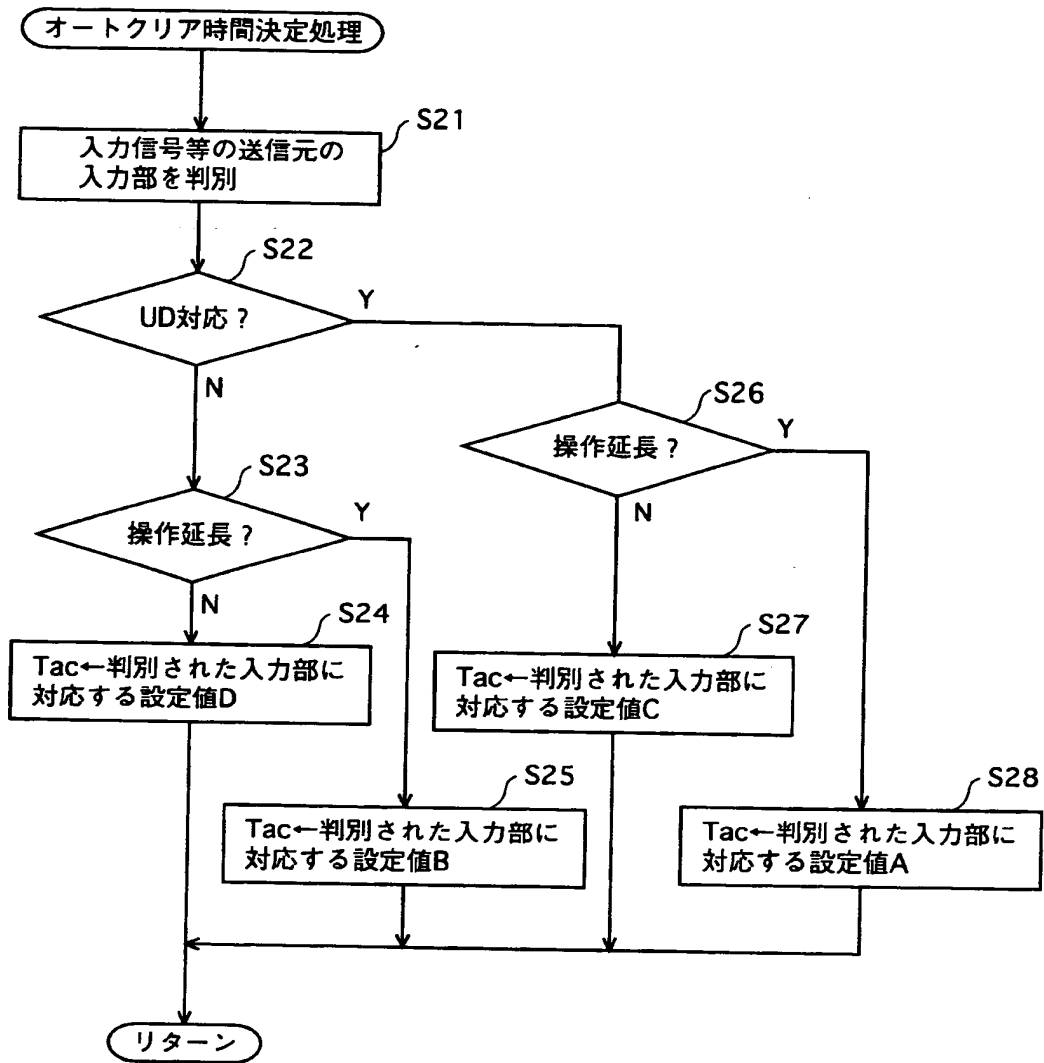 オートクリア時間決定処理
S21
入力信号等の送信元の
入力部を判別
S22
UD対応？
Y
N
S26
操作延長？
Y
N
S23
操作延長？
Y
N
S24
Tac←判別された入力部に
対応する設定値D
S27
Tac←判別された入力部に
対応する設定値C
S25
Tac←判別された入力部に
対応する設定値B
S28
Tac←判別された入力部に
対応する設定値A
リターン